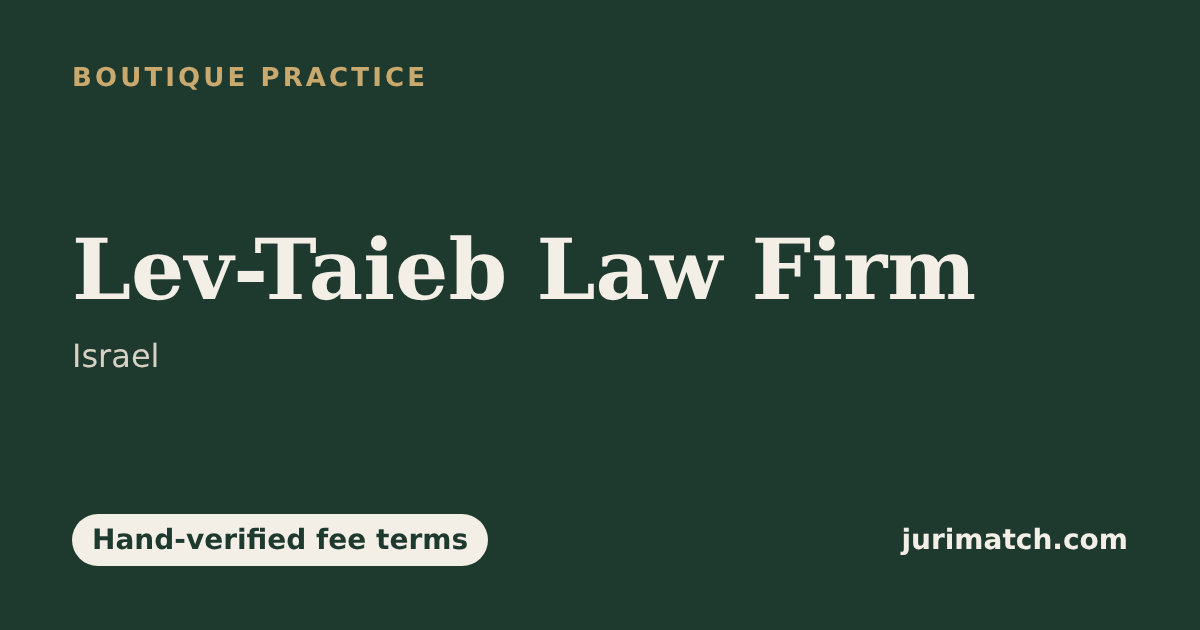 BOUTIQUE PRACTICE
Lev-Taieb Law Firm
Israel
Hand-verified fee terms
jurimatch.com